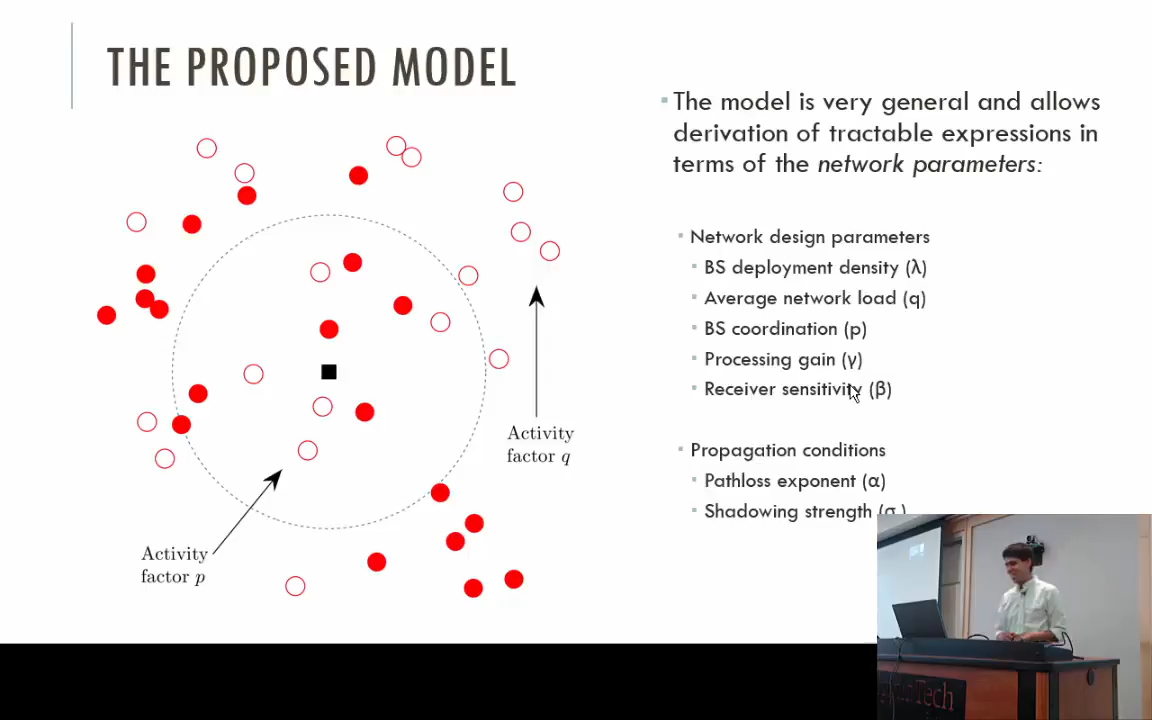 THE PROPOSED MODEL
The model is very general and allows
derivation of tractable expressions in
terms of the network parameters:
Network design parameters
BS deployment density (λ)
Average network load (q)
BS coordination (p)
Processing gain (γ)
Receiver sensitivity (β)
Propagation conditions
Pathloss exponent (α)
Shadowing strength
Activity
factor q
Activity
factor p
Tech